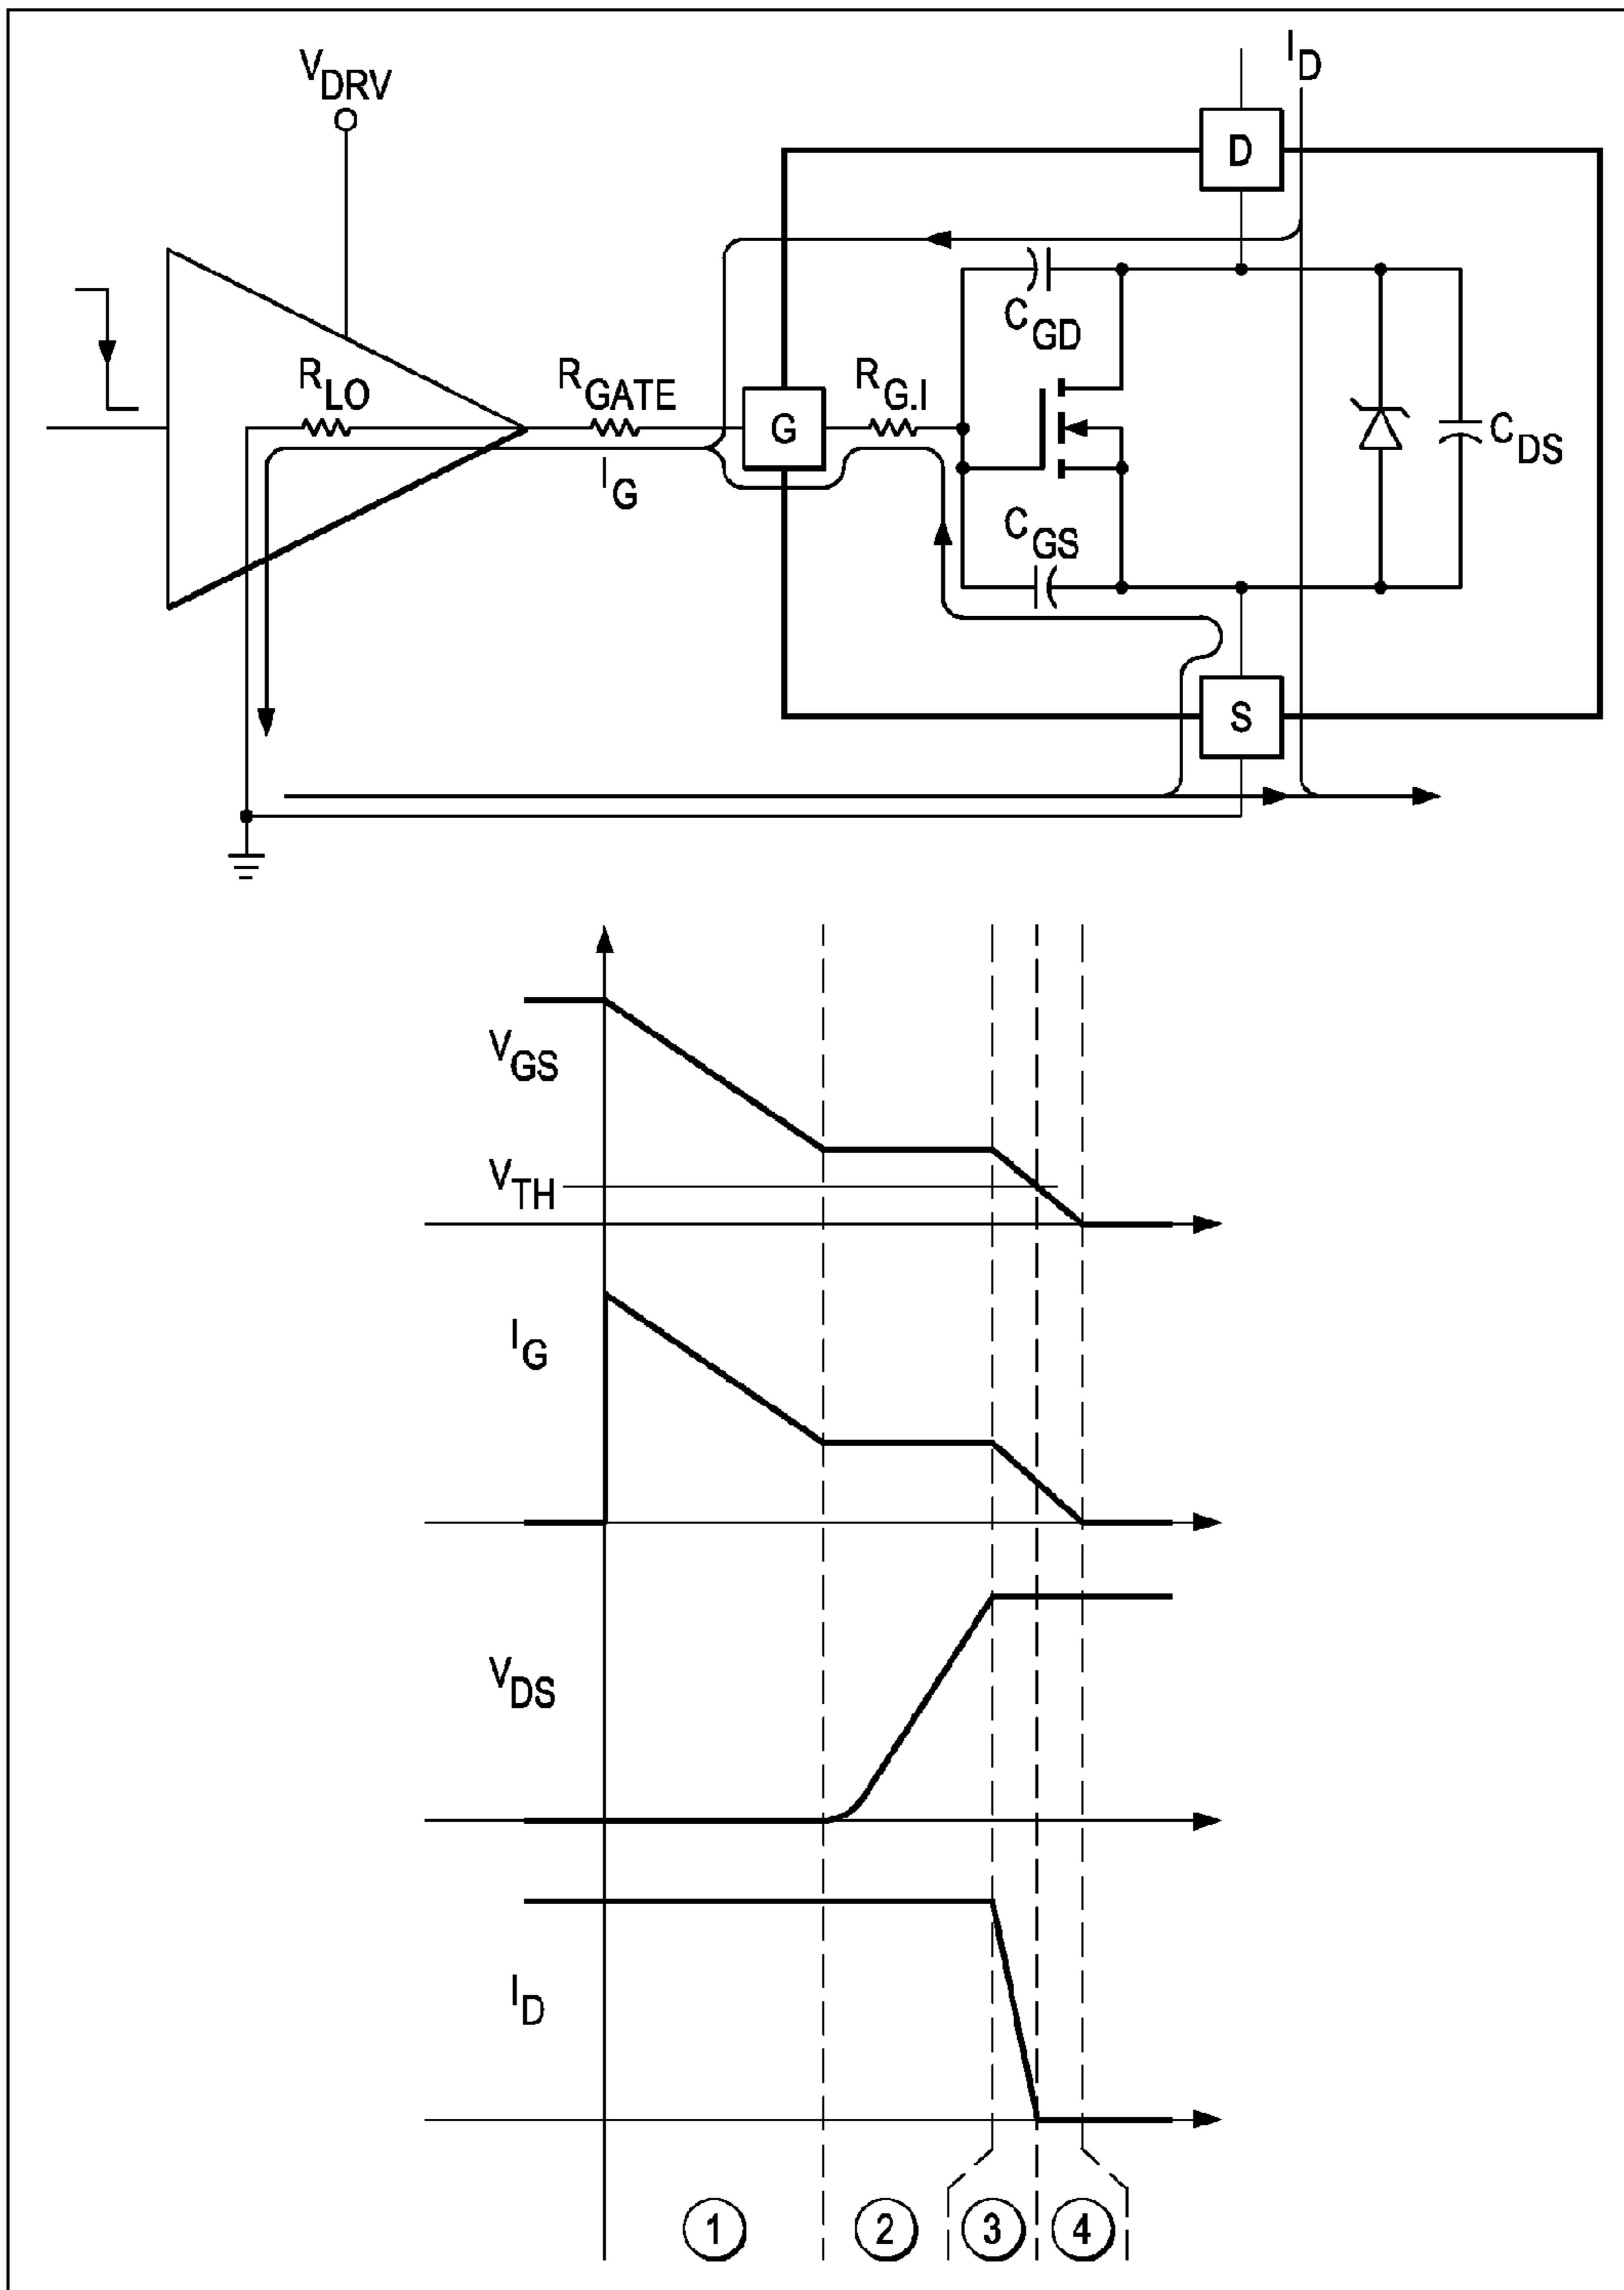 V_DRV
I_D
D
C_GD
R_LO
R_GATE
G
R_G.I
I_G
C_GS
C_DS
S
V_GS
V_TH
I_G
V_DS
I_D
1 2 3 4